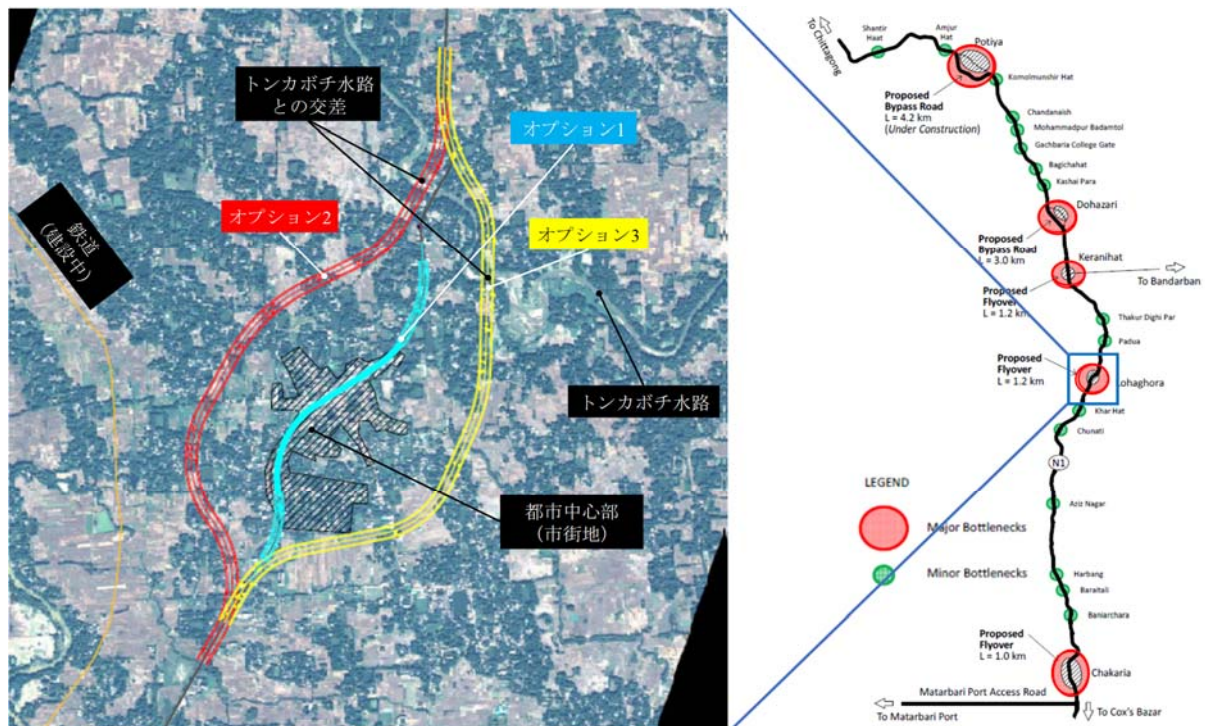 トンカボチ水路
との交差
オプション1
オプション2
オプション3
鉄道
(建設中)
トンカボチ水路
都市中心部
(市街地)
To Chittagong
Shantir
Haat
Amjur
Hat
Potiya
Komolmunshir Hat
Proposed
Bypass Road
L = 4.2 km
(Under Construction)
Chandanaish
Mohammadpur Badamtol
Gachbaria College Gate
Bagichahat
Kashai Para
Dohazari
Proposed
Bypass Road
L = 3.0 km
Keranihat
To Bandarban
Proposed
Flyover
L = 1.2 km
Thakur Dighi Par
Padua
Proposed
Flyover
L = 1.2 km
Lohaghora
Khar Hat
Chunati
N1
LEGEND
Major Bottlenecks
Minor Bottlenecks
Aziz Nagar
Harbang
Baraitali
Baniarchara
Proposed
Flyover
L = 1.0 km
Chakaria
Matarbari Port Access Road
To Matarbari Port
To Cox's Bazar